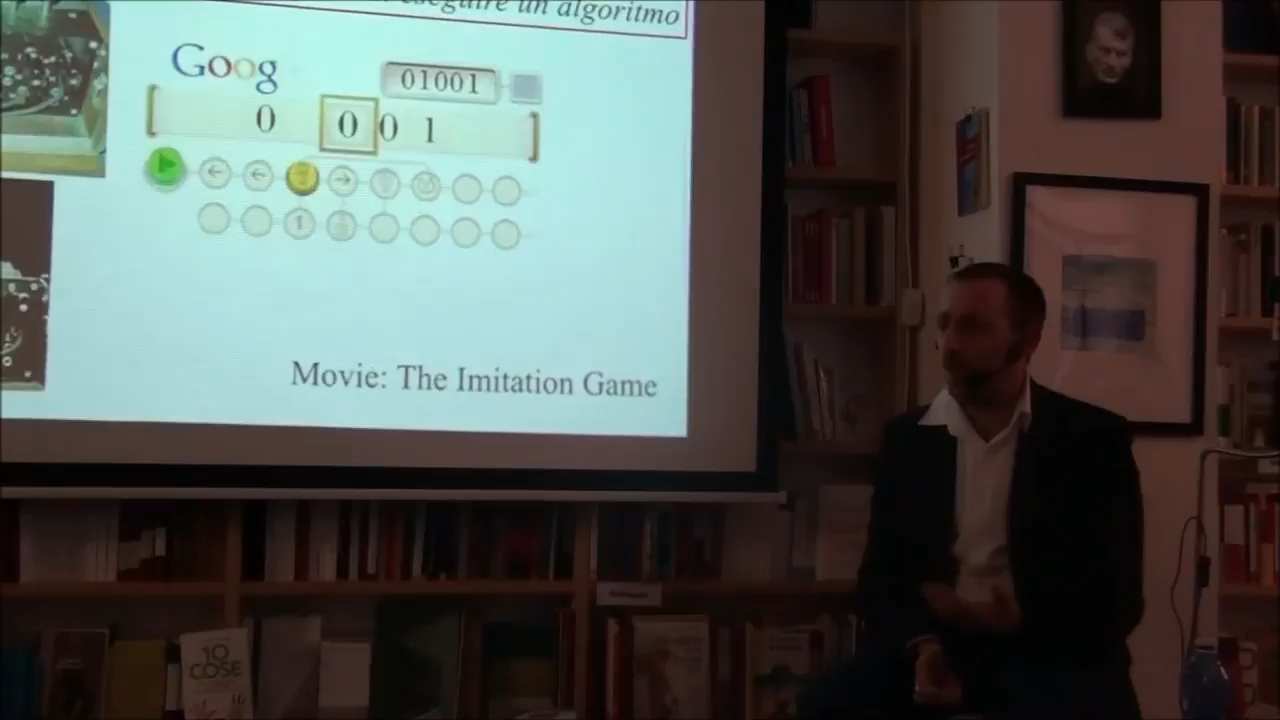 eseguire un algoritmo
Goog
01001
0 0 0 1
1
Movie: The Imitation Game
10
COSE